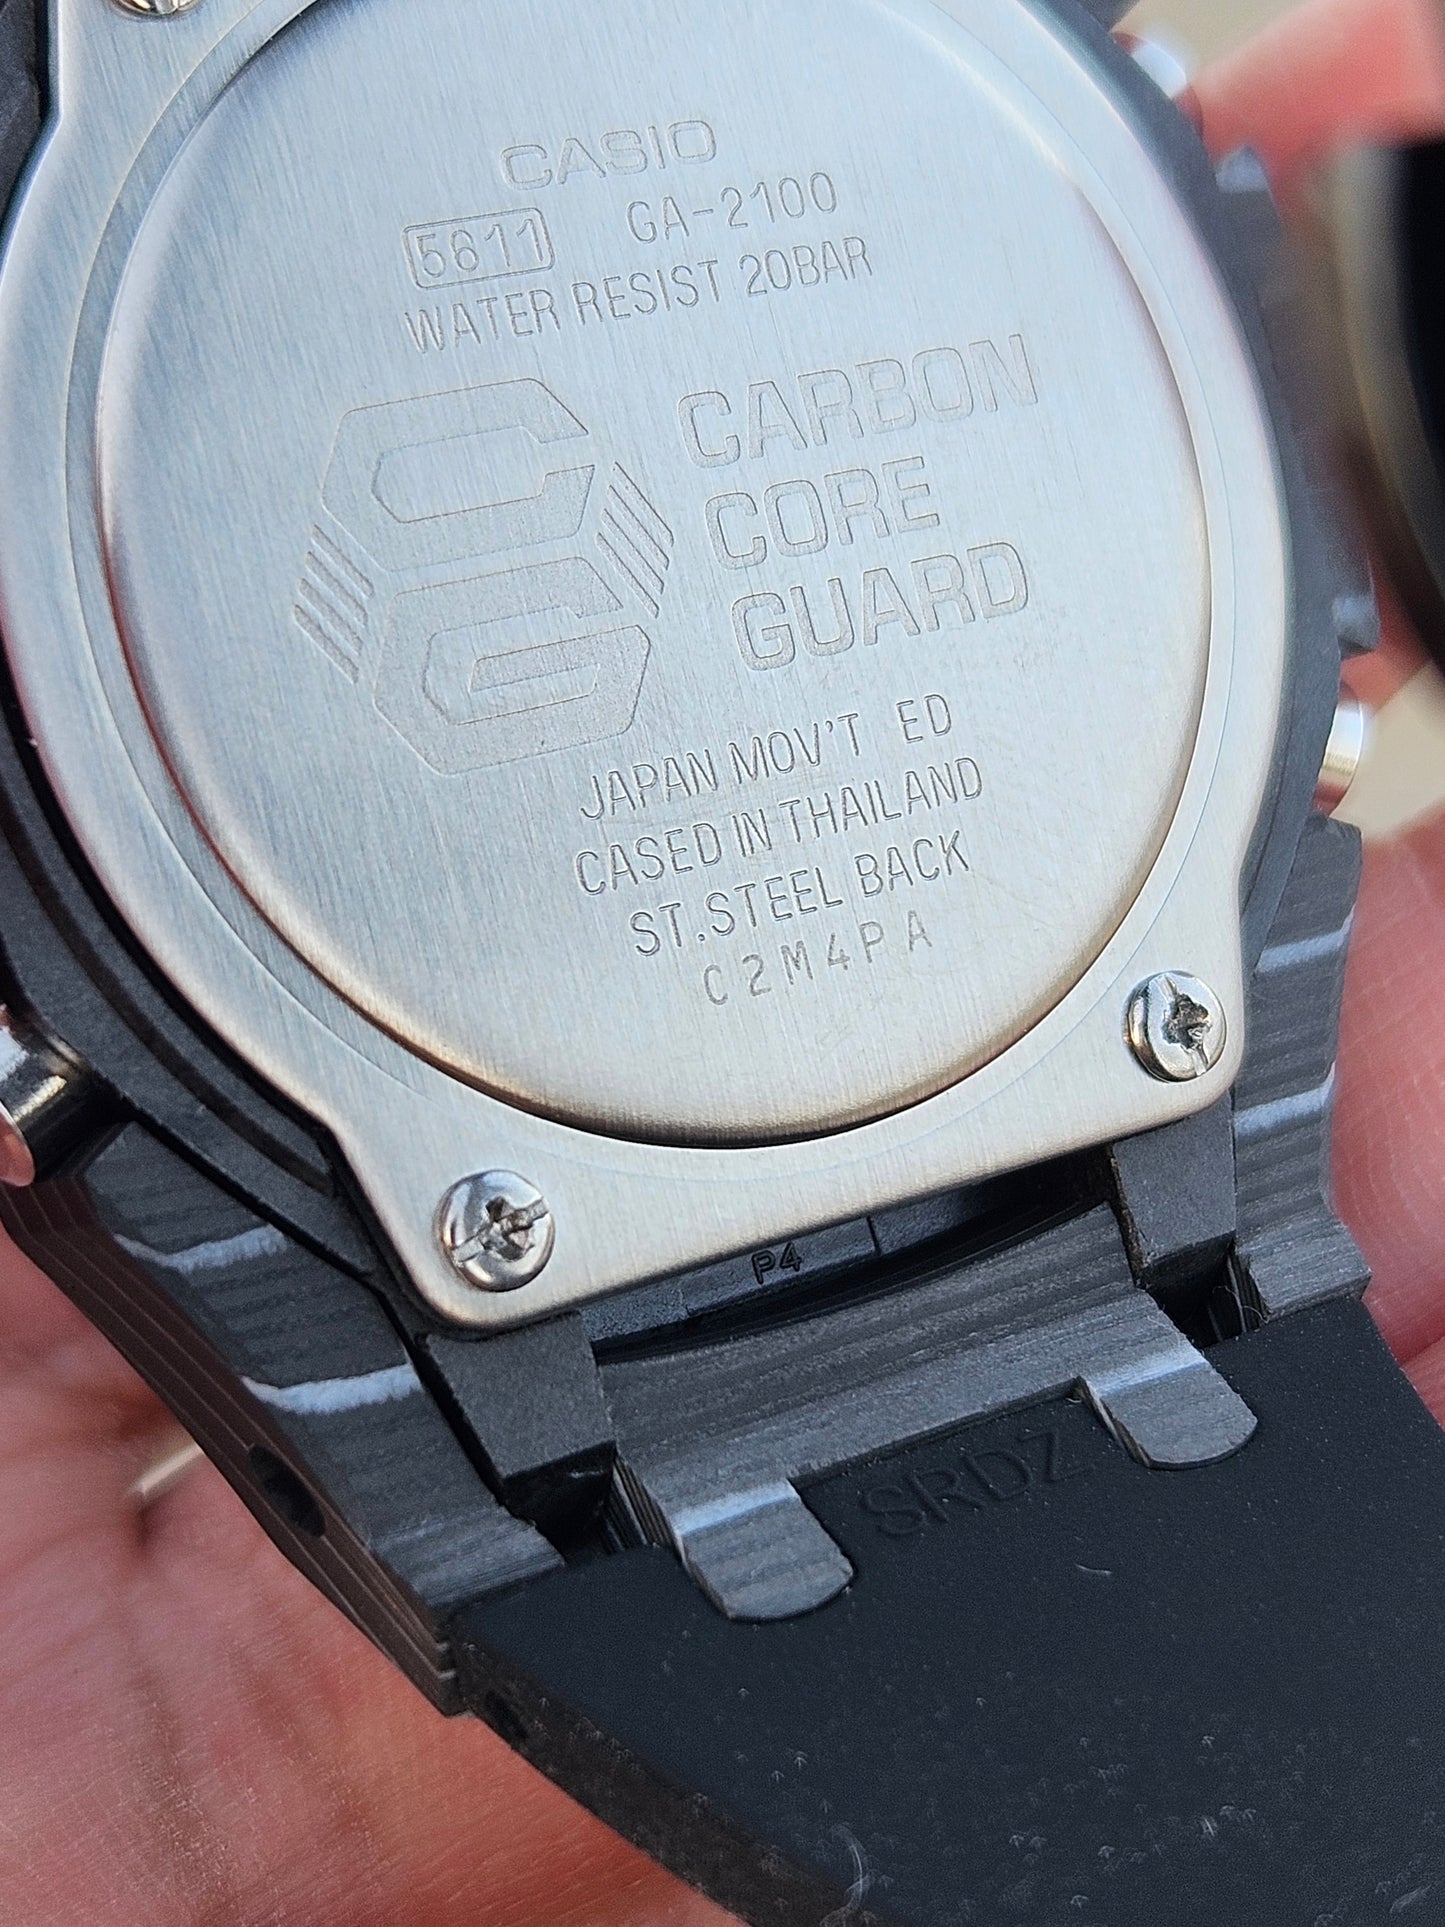 CASIO
5611 GA-2100
WATER RESIST 20BAR
CARBON
CORE
GUARD
JAPAN MOV'T ED
CASED IN THAILAND
ST.STEEL BACK
C2M4PA
P4
SRDZ